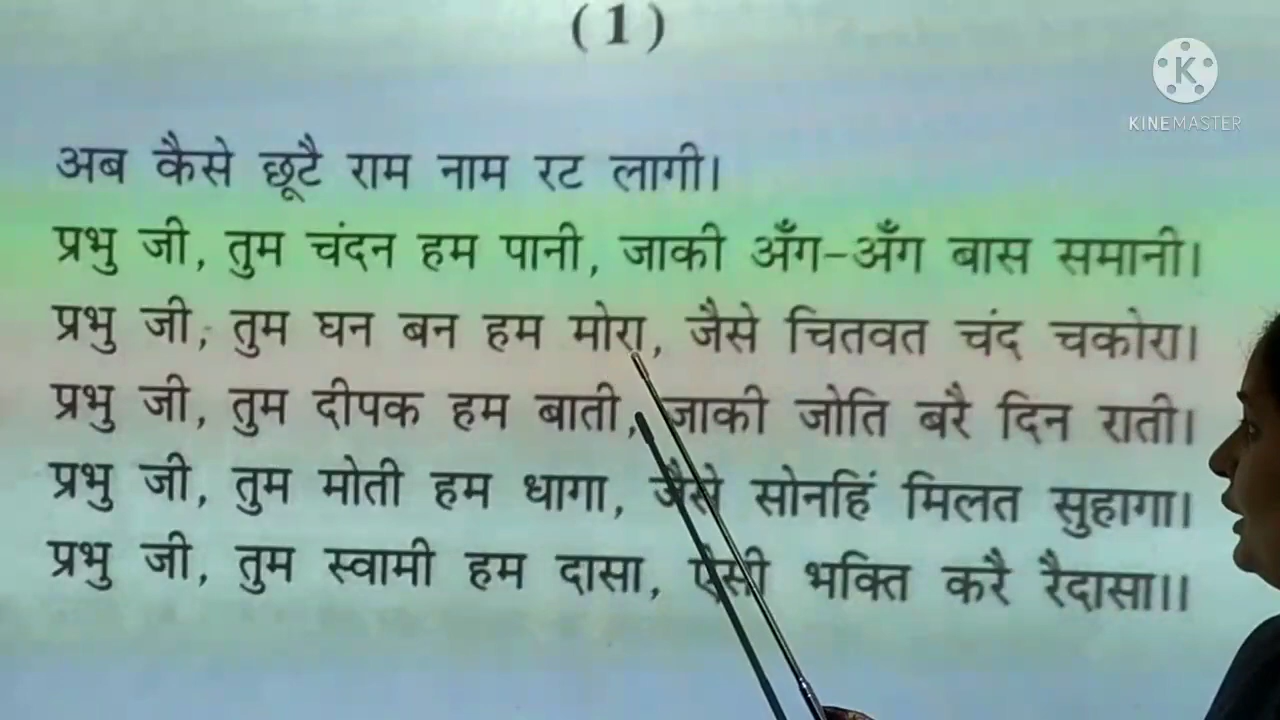 (1)
KINEMASTER
अब कैसे छूटै राम नाम रट लागी।
प्रभु जी, तुम चंदन हम पानी, जाकी अँग-अँग बास समानी।
प्रभु जी, तुम घन बन हम मोरा, जैसे चितवत चंद चकोरा।
प्रभु जी, तुम दीपक हम बाती, जाकी जोति बरै दिन राती।
प्रभु जी, तुम मोती हम धागा, जैसे सोनहिं मिलत सुहागा।
प्रभु जी, तुम स्वामी हम दासा, ऐसी भक्ति करै रैदासा।।